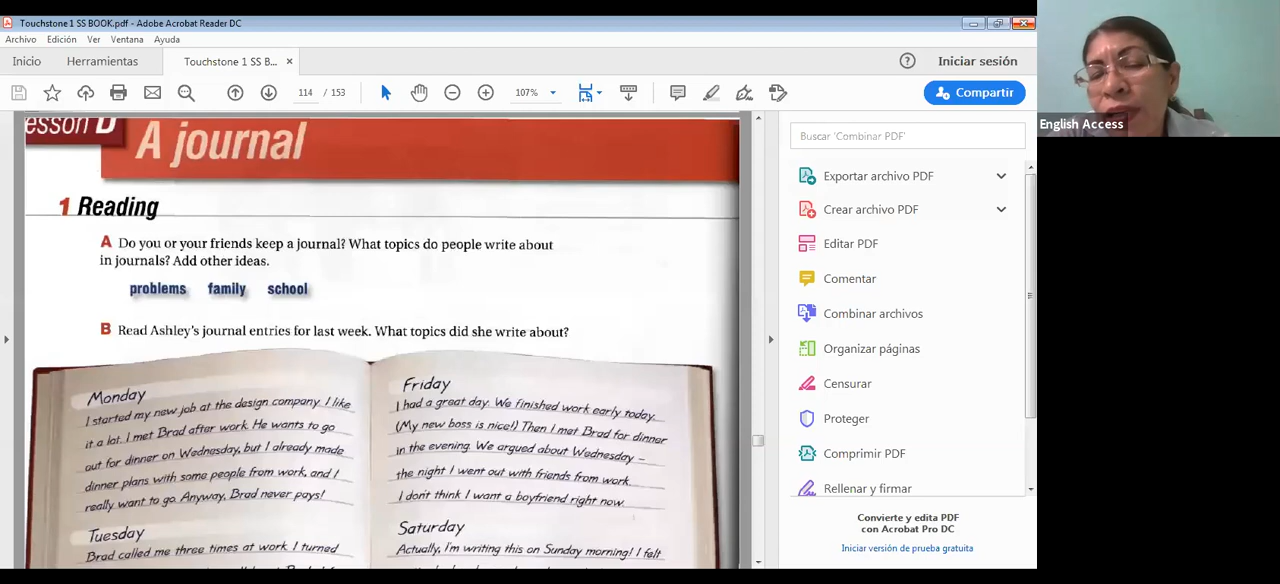 Touchstone 1 SS BOOK.pdf - Adobe Acrobat Reader DC
Archivo Edición Ver Ventana Ayuda
Inicio Herramientas Touchstone 1 SS B... × Iniciar sesión
114 / 153 107% Compartir
esson D
A journal
1 Reading
A Do you or your friends keep a journal? What topics do people write about
in journals? Add other ideas.
problems family school
B Read Ashley's journal entries for last week. What topics did she write about?
Monday
I started my new job at the design company. I like
it a lot. I met Brad after work. He wants to go
out for dinner on Wednesday, but I already made
dinner plans with some people from work, and I
really want to go. Anyway, Brad never pays!
Tuesday
Brad called me three times at work. I turned
Friday
I had a great day. We finished work early today.
(My new boss is nice!) Then I met Brad for dinner
in the evening. We argued about Wednesday –
the night I went out with friends from work.
I don't think I want a boyfriend right now.
Saturday
Actually, I'm writing this on Sunday morning! I felt
Buscar 'Combinar PDF'
Exportar archivo PDF
Crear archivo PDF
Editar PDF
Comentar
Combinar archivos
Organizar páginas
Censurar
Proteger
Comprimir PDF
Rellenar y firmar
Convierte y edita PDF
con Acrobat Pro DC
Iniciar versión de prueba gratuita
English Access